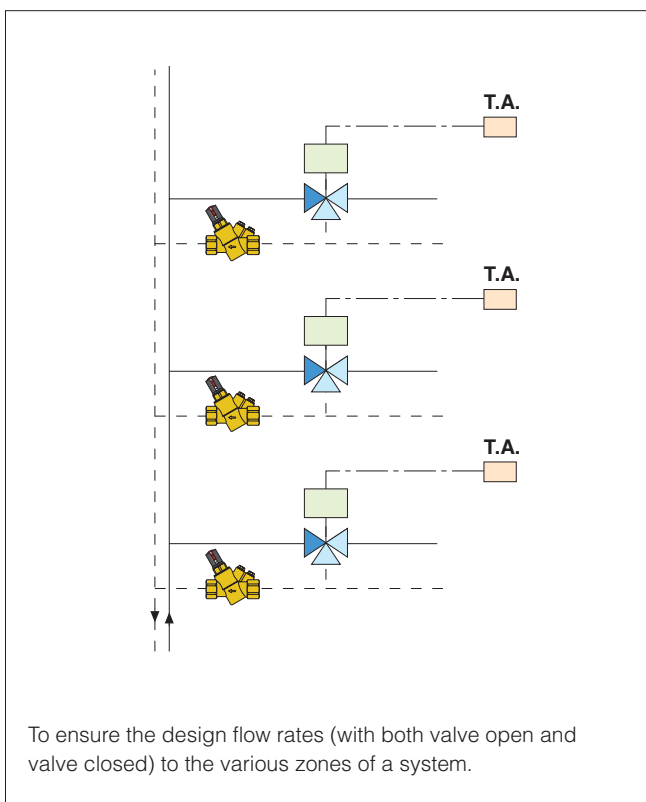 T.A.
T.A.
T.A.
To ensure the design flow rates (with both valve open and
valve closed) to the various zones of a system.